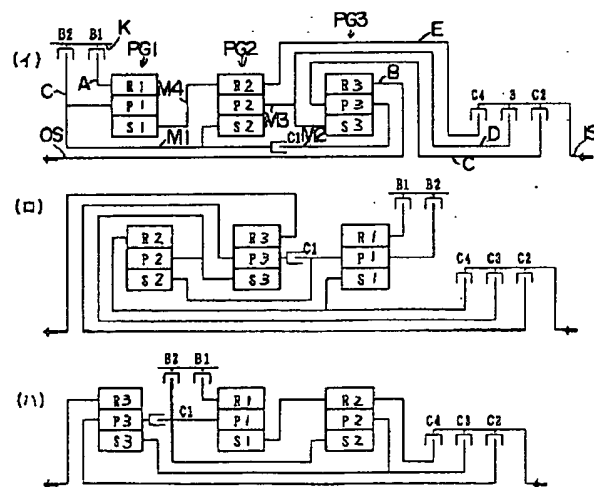 PG3
B2 B1 K PG1 PG2 E
(イ)
C A R1 M4 R2 R3 B
P1 P2 P3
S1 S2 M3 S3 C4 3 C2
OS M1 C1 M2 D IS
C
(ロ)
B1 B2
R2 R3 C1 R1
P2 P3 P1 C4 C3 C2
S2 S3 S1
(ハ)
B2 B1
R3 R1 R2
P3 C1 P1 P2 C4 C3 C2
S3 S1 S2